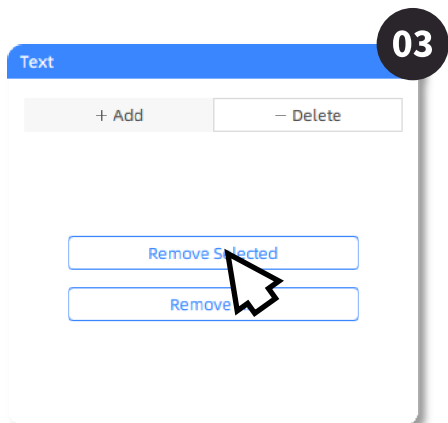 03
Text
+ Add
— Delete
Remove Selected
Remove